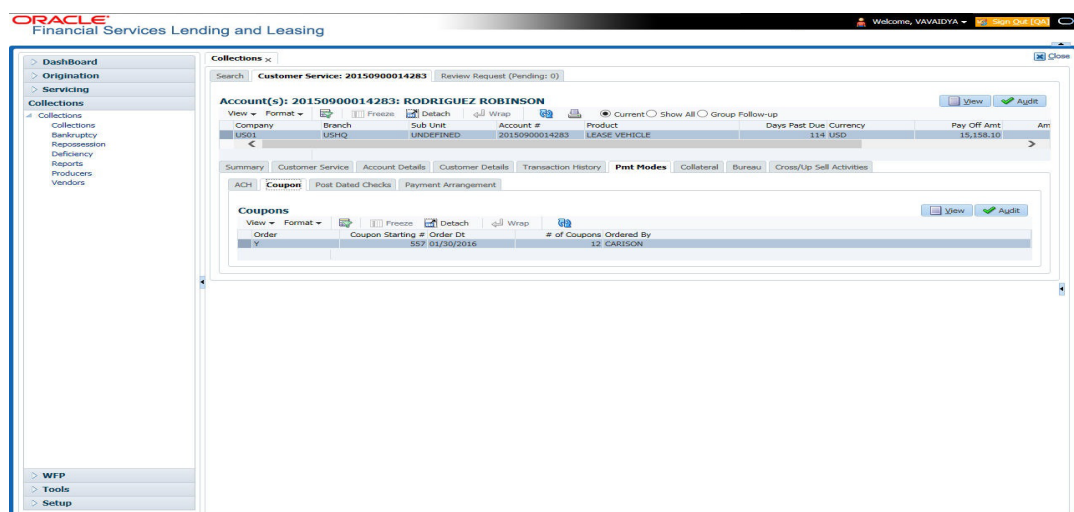 ORACLE
Financial Services Lending and Leasing
Welcome, VAVAIDYA
Sign Out [QA]
DashBoard
Origination
Servicing
Collections
Collections
Collections
Bankruptcy
Repossession
Deficiency
Reports
Producers
Vendors
WFP
Tools
Setup
Collections x
Close
Search Customer Service: 20150900014283 Review Request (Pending: 0)
Account(s): 20150900014283: RODRIGUEZ ROBINSON
View Audit
View Format Freeze Detach Wrap Current Show All Group Follow-up
Company Branch Sub Unit Account # Product Days Past Due Currency Pay Off Amt Am
US01 USHQ UNDEFINED 20150900014283 LEASE VEHICLE 114 USD 15,158.10
Summary Customer Service Account Details Customer Details Transaction History Pmt Modes Collateral Bureau Cross/Up Sell Activities
ACH Coupon Post Dated Checks Payment Arrangement
Coupons
View Audit
View Format Freeze Detach Wrap
Order Coupon Starting # Order Dt # of Coupons Ordered By
Y 557 01/30/2016 12 CARISON